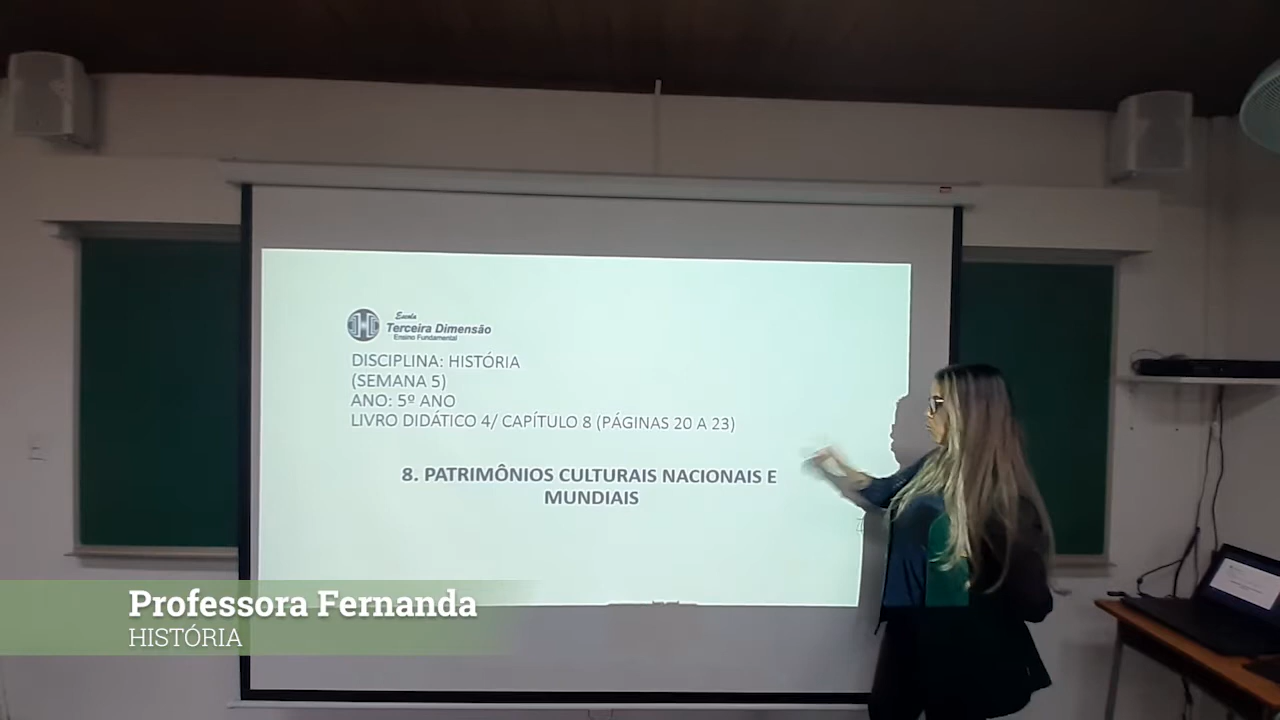 Escola
Terceira Dimensão
Ensino Fundamental
DISCIPLINA: HISTÓRIA
(SEMANA 5)
ANO: 5º ANO
LIVRO DIDÁTICO 4/ CAPÍTULO 8 (PÁGINAS 20 A 23)
8. PATRIMÔNIOS CULTURAIS NACIONAIS E
MUNDIAIS
Professora Fernanda
HISTÓRIA